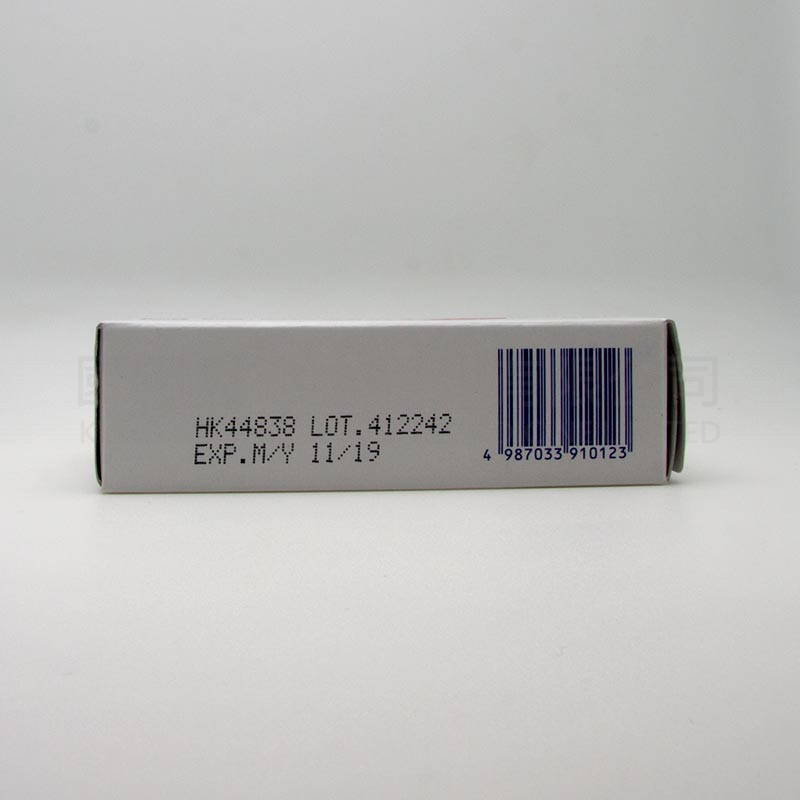 HK44838 LOT.412242
EXP.M/Y 11/19
4 987033 910123